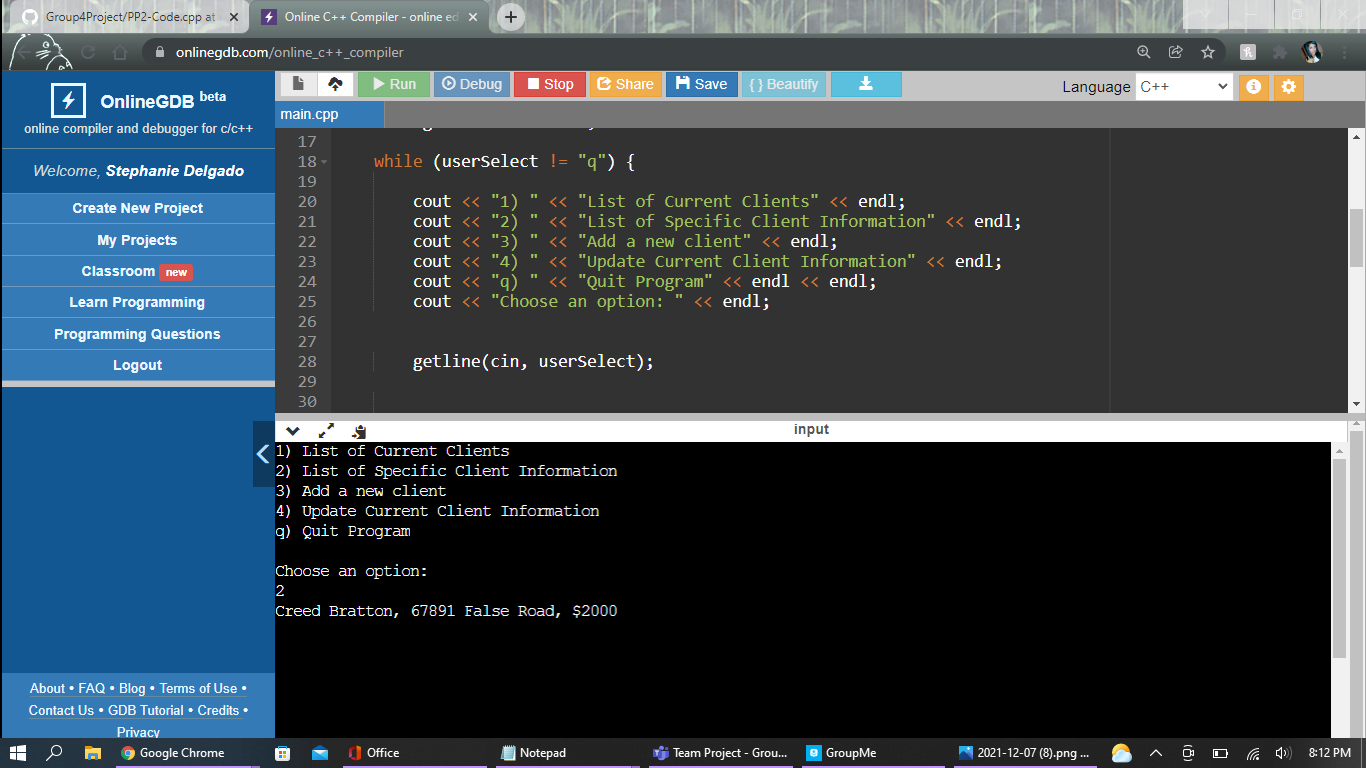 Group4Project/PP2-Code.cpp at
Online C++ Compiler - online ed
onlinegdb.com/online_c++_compiler
OnlineGDB beta
online compiler and debugger for c/c++
Welcome, Stephanie Delgado
Create New Project
My Projects
Classroom new
Learn Programming
Programming Questions
Logout
About • FAQ • Blog • Terms of Use •
Contact Us • GDB Tutorial • Credits •
Privacy
Run Debug Stop Share Save { } Beautify
Language C++
main.cpp
17
18 while (userSelect != "q") {
19
20 cout << "1) " << "List of Current Clients" << endl;
21 cout << "2) " << "List of Specific Client Information" << endl;
22 cout << "3) " << "Add a new client" << endl;
23 cout << "4) " << "Update Current Client Information" << endl;
24 cout << "q) " << "Quit Program" << endl << endl;
25 cout << "Choose an option: " << endl;
26
27
28 getline(cin, userSelect);
29
30
input
1) List of Current Clients
2) List of Specific Client Information
3) Add a new client
4) Update Current Client Information
q) Quit Program
Choose an option:
2
Creed Bratton, 67891 False Road, $2000
Google Chrome Office Notepad Team Project - Grou... GroupMe 2021-12-07 (8).png ... 8:12 PM